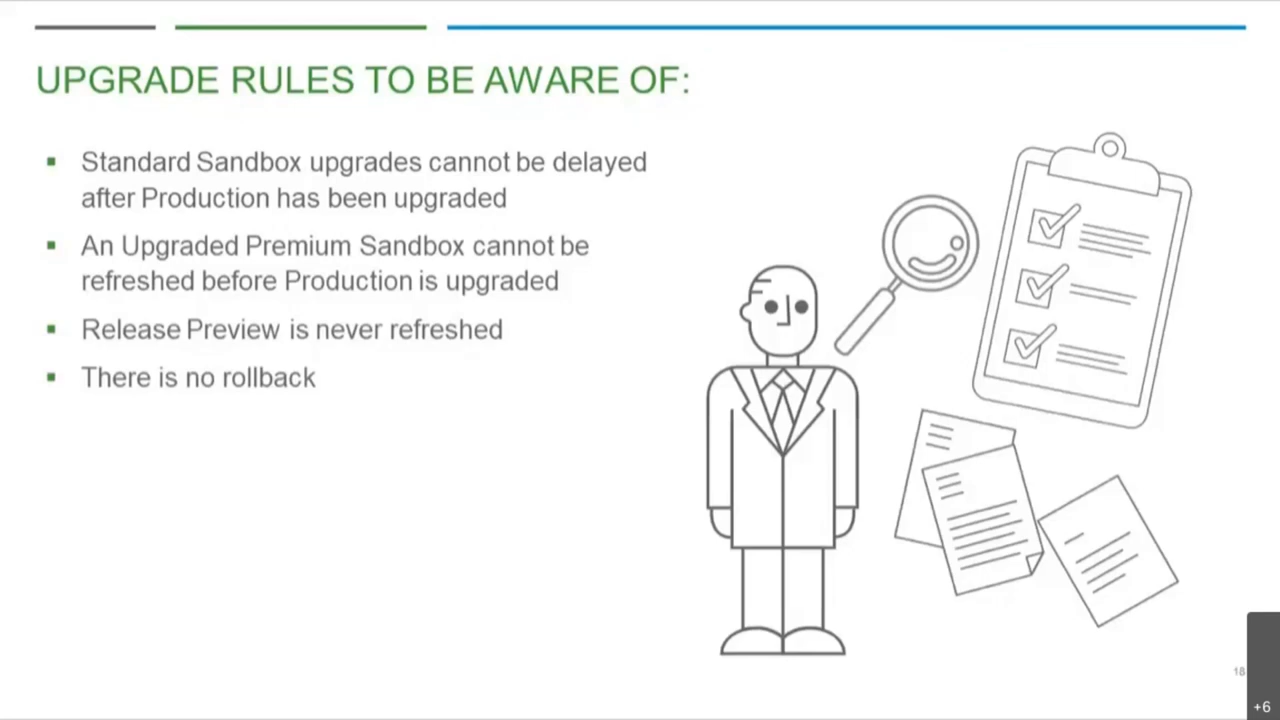 UPGRADE RULES TO BE AWARE OF:
Standard Sandbox upgrades cannot be delayed
after Production has been upgraded
An Upgraded Premium Sandbox cannot be
refreshed before Production is upgraded
Release Preview is never refreshed
There is no rollback
18
+6